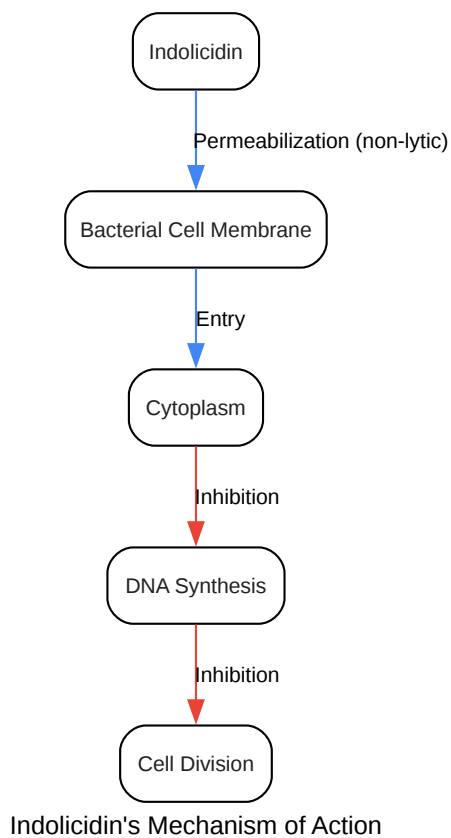 Indolicidin
Permeabilization (non-lytic)
Bacterial Cell Membrane
Entry
Cytoplasm
Inhibition
DNA Synthesis
Inhibition
Cell Division
Indolicidin's Mechanism of Action